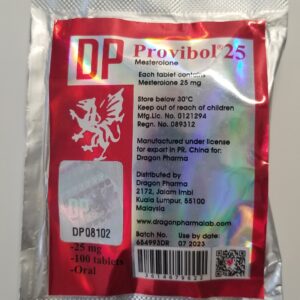 DP Provibol® 25
Mesterolone
Each tablet contains
Mesterolone 25 mg
Store below 30°C
Keep out of reach of children
Mfg.Lic. No. 0121294
Regn. No. 089312
Manufactured under license
for export in PR. China for:
Dragon Pharma
Distributed by
Dragon Pharma
2172, Jalam Imbi
Kuala Lumpur, 55100
Malaysia
www.dragonpharmalab.com
Batch No. Use by date:
684993DR 07 2023
DP
DP08102
-25 mg
-100 tablets
-Oral